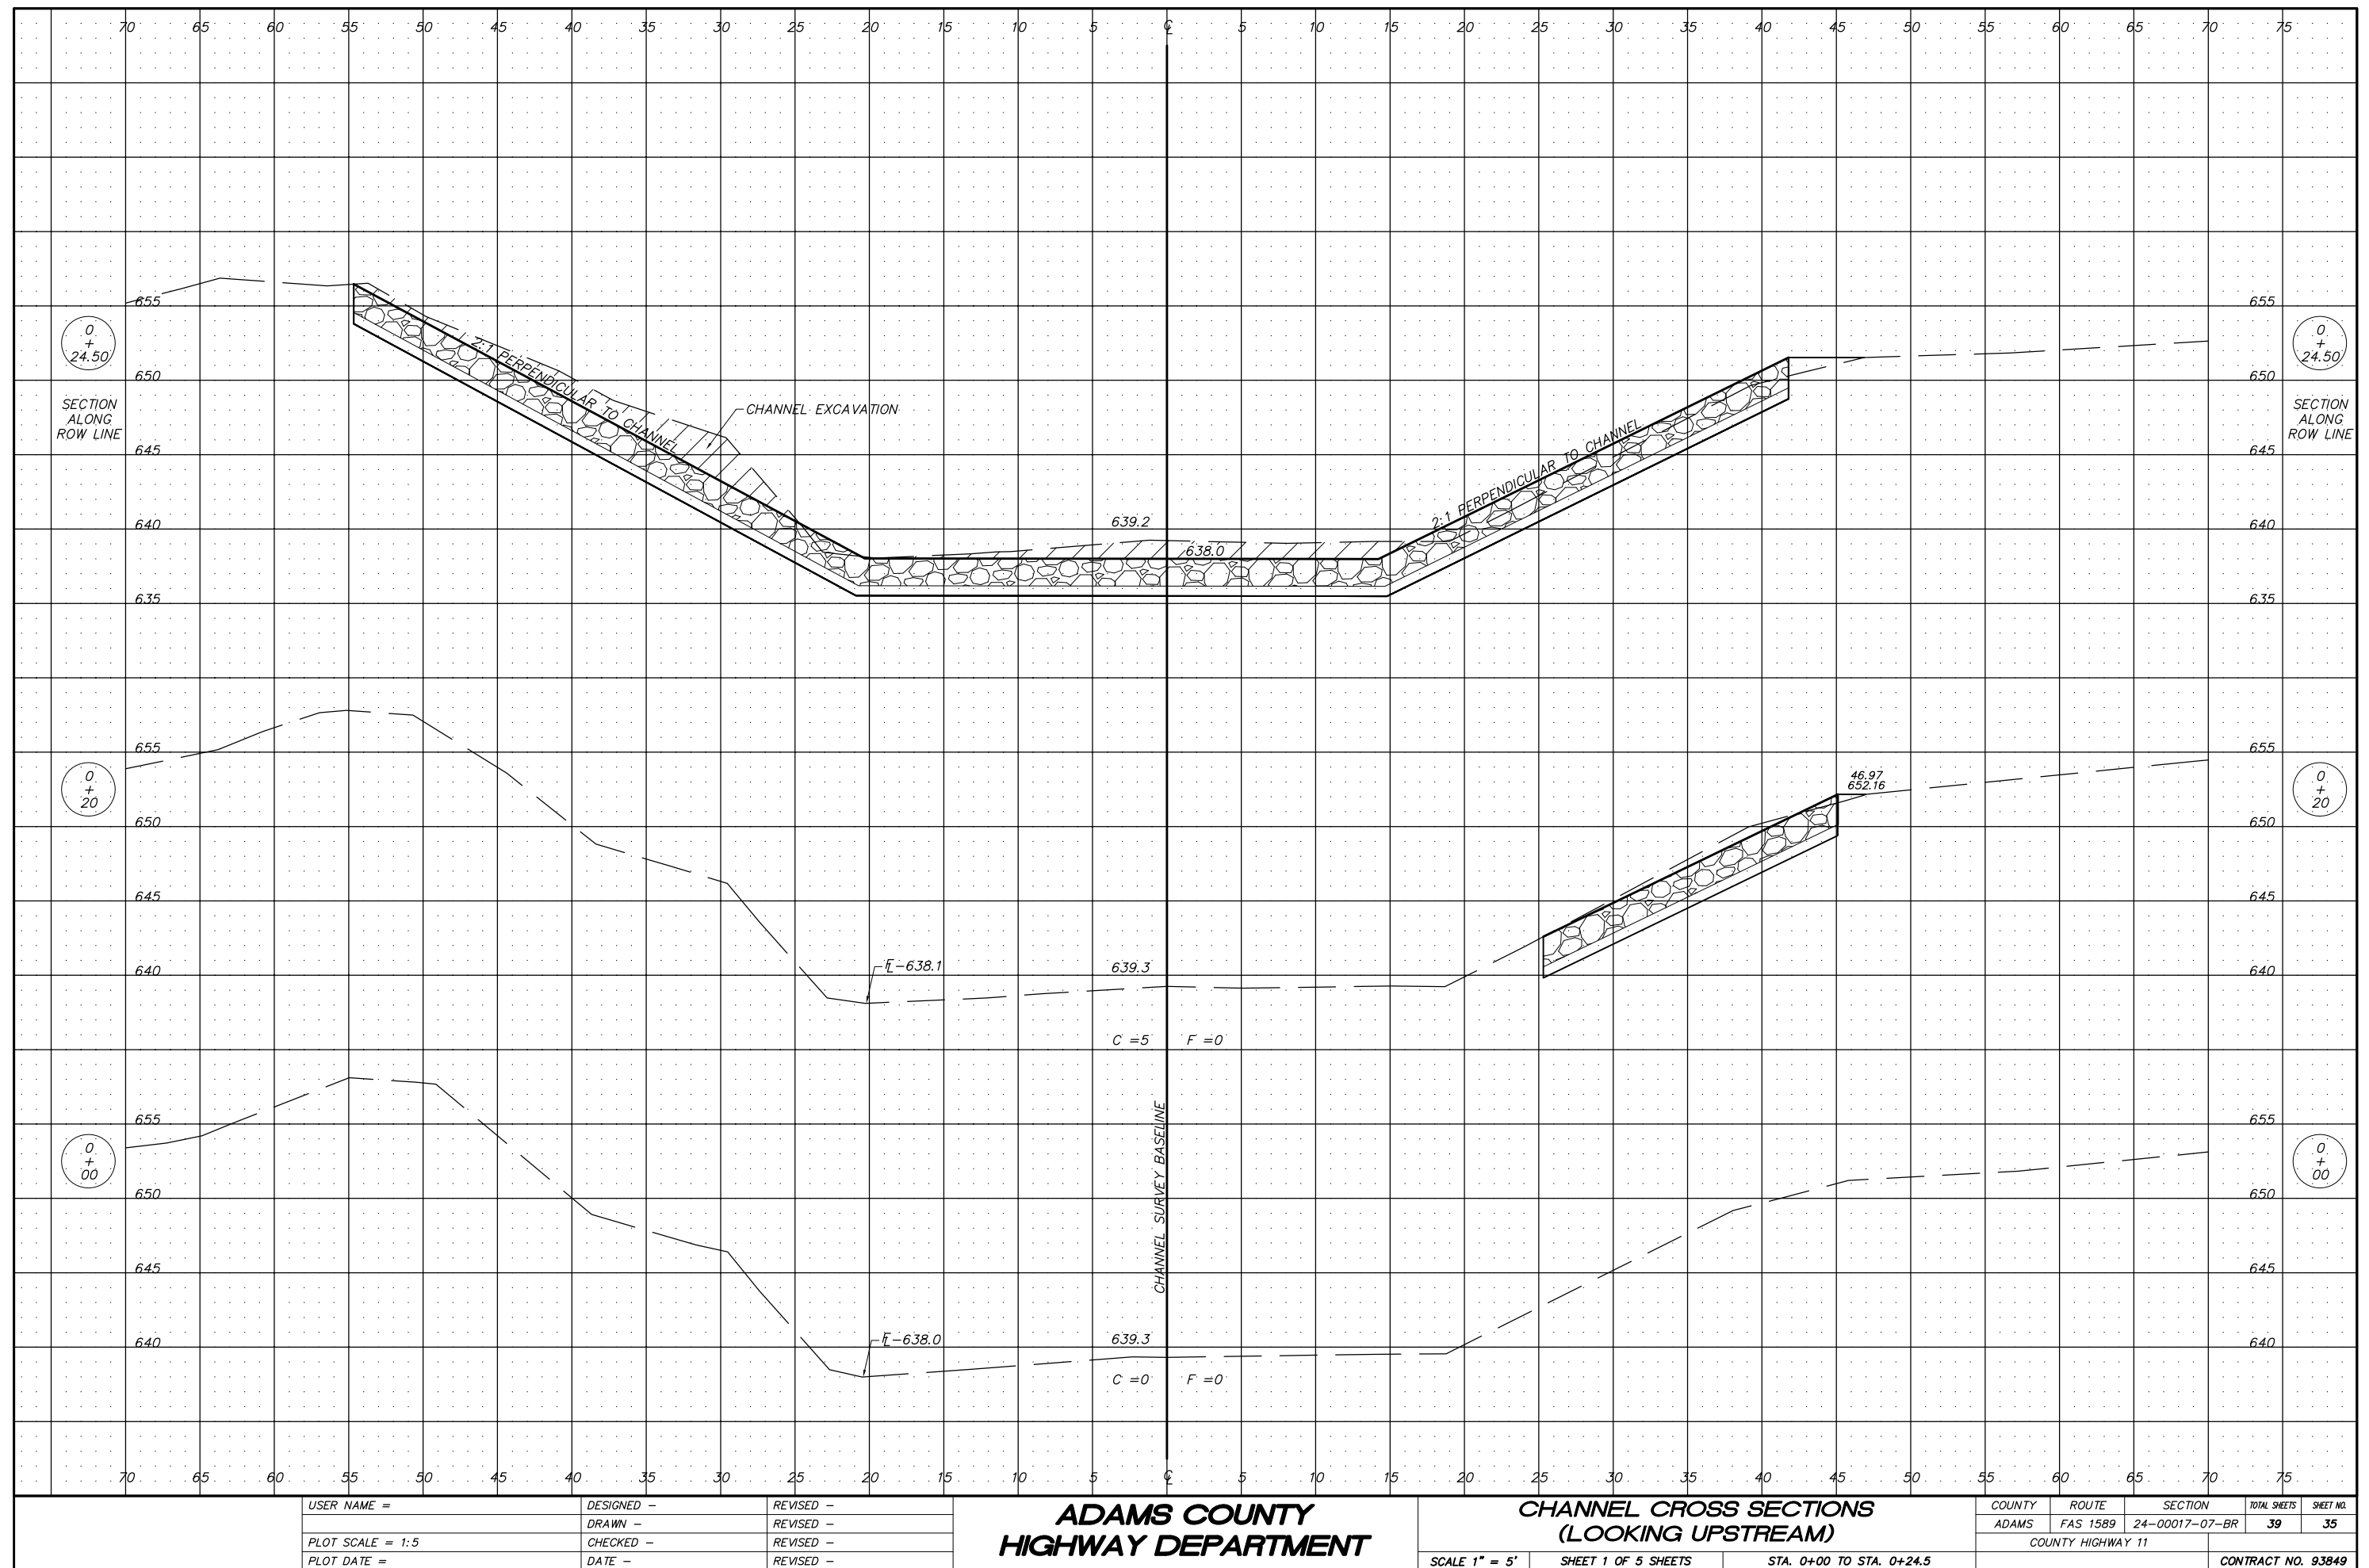 70 65 60 55 50 45 40 35 30 25 20 15 10 5 ℄ 5 10 15 20 25 30 35 40 45 50 55 60 65 70 75
655 655
0 + 24.50 0 + 24.50
650 650
SECTION ALONG ROW LINE SECTION ALONG ROW LINE
2:1 PERPENDICULAR TO CHANNEL
CHANNEL EXCAVATION
2:1 PERPENDICULAR TO CHANNEL
645 645
640 639.2 640
638.0
635 635
655 655
0 + 20 0 + 20
46.97
652.16
650 650
645 645
640 F̵L-638.1 639.3 640
C =5 F =0
CHANNEL SURVEY BASELINE
655 655
0 + 00 0 + 00
650 650
645 645
640 F̵L-638.0 639.3 640
C =0 F =0
70 65 60 55 50 45 40 35 30 25 20 15 10 5 ℄ 5 10 15 20 25 30 35 40 45 50 55 60 65 70 75
USER NAME =
DESIGNED -
REVISED -
DRAWN -
REVISED -
PLOT SCALE = 1:5
CHECKED -
REVISED -
PLOT DATE =
DATE -
REVISED -
ADAMS COUNTY
HIGHWAY DEPARTMENT
CHANNEL CROSS SECTIONS
(LOOKING UPSTREAM)
SCALE 1" = 5' SHEET 1 OF 5 SHEETS STA. 0+00 TO STA. 0+24.5
COUNTY ROUTE SECTION TOTAL SHEETS SHEET NO.
ADAMS FAS 1589 24-00017-07-BR 39 35
COUNTY HIGHWAY 11
CONTRACT NO. 93849